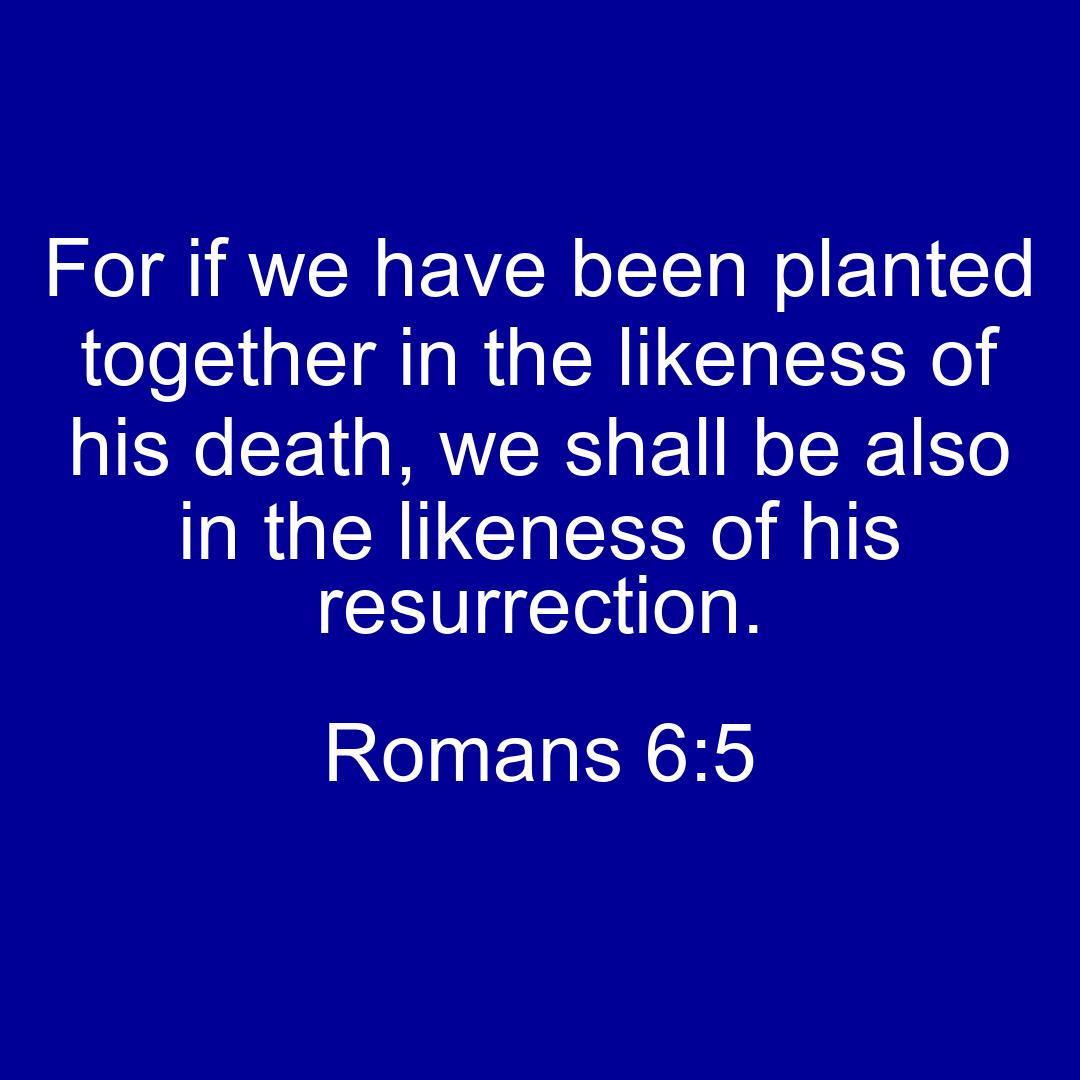 For if we have been planted
together in the likeness of
his death, we shall be also
in the likeness of his
resurrection.
Romans 6:5